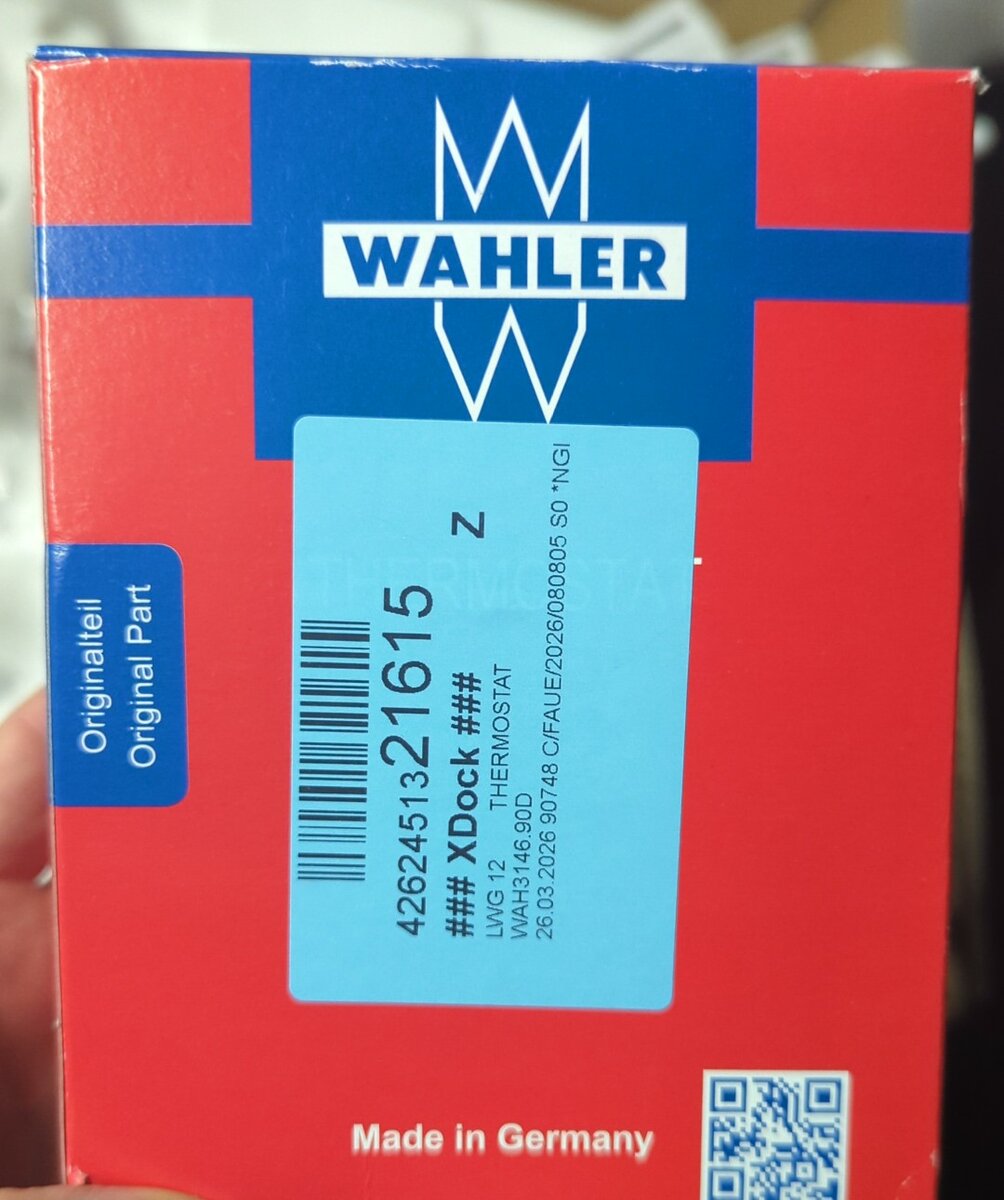 WAHLER
Originalteil
Original Part
THERMOSTAT
4262451321615
### XDock ### Z
LWG 12 THERMOSTAT
WAH3146.90D
26.03.2026 90748 C/FAUE/2026/080805 S0 *NGI
Made in Germany